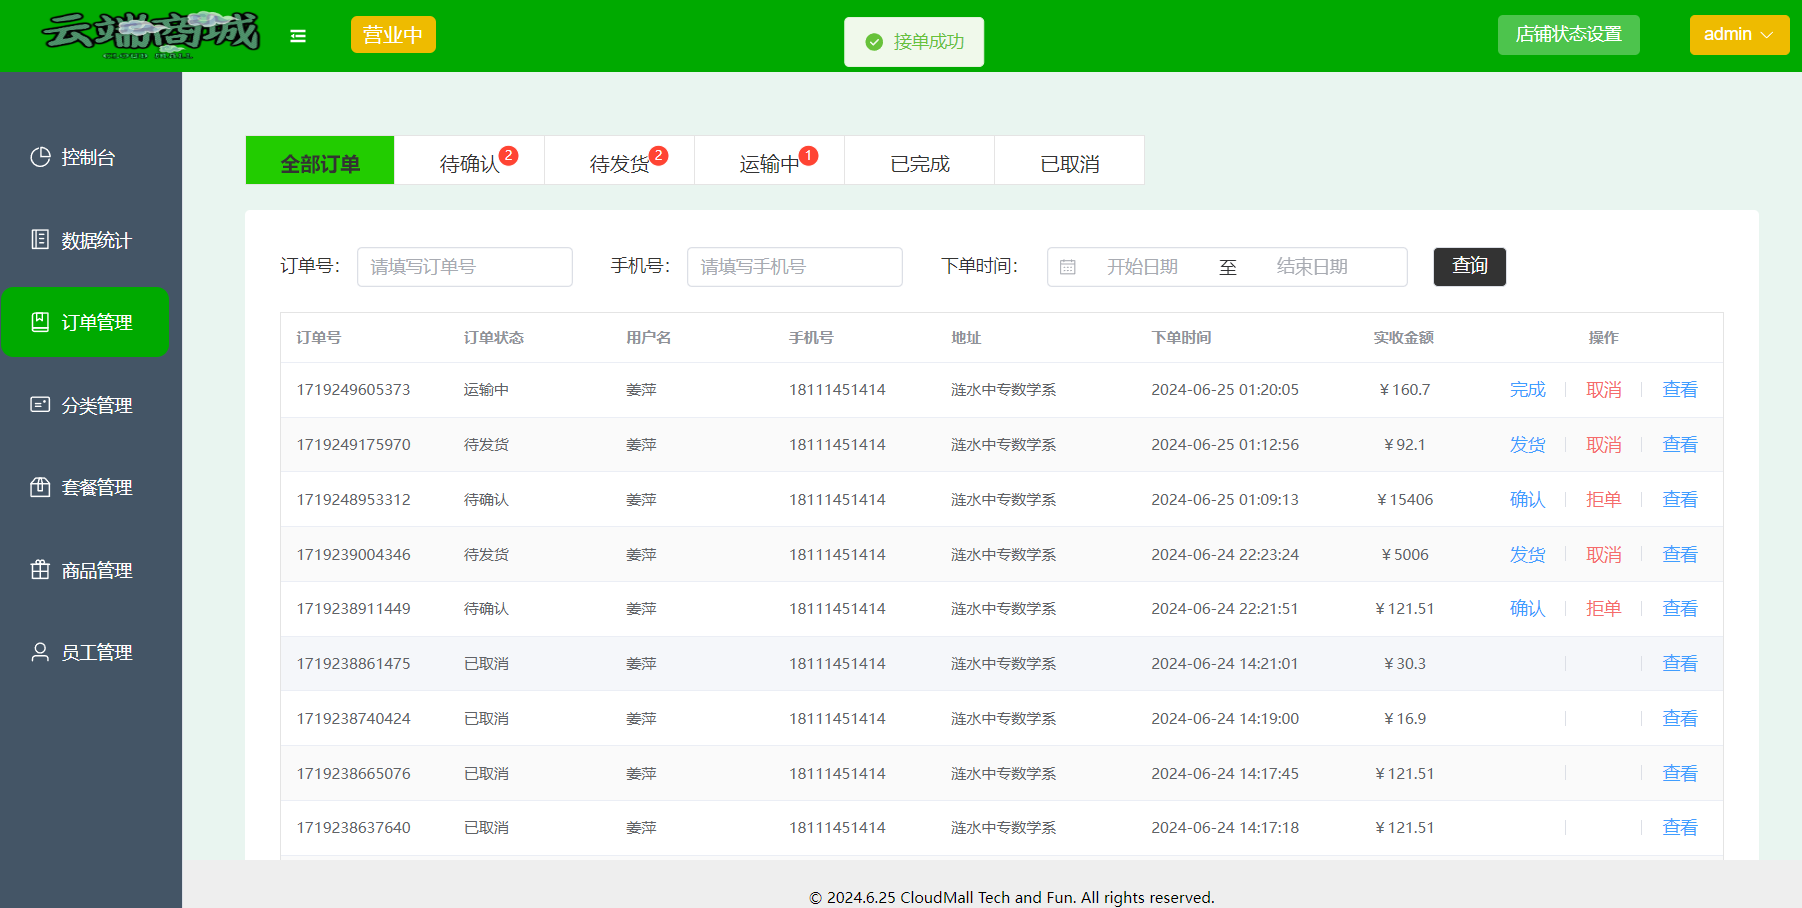 云端商城
CLOUD MALL
营业中
接单成功
店铺状态设置
admin
控制台
数据统计
订单管理
分类管理
套餐管理
商品管理
员工管理
全部订单 待确认 2 待发货 2 运输中 1 已完成 已取消
订单号： 请填写订单号 手机号： 请填写手机号 下单时间： 开始日期 至 结束日期 查询
订单号 订单状态 用户名 手机号 地址 下单时间 实收金额 操作
1719249605373 运输中 姜萍 18111451414 涟水中专数学系 2024-06-25 01:20:05 ￥160.7 完成 取消 查看
1719249175970 待发货 姜萍 18111451414 涟水中专数学系 2024-06-25 01:12:56 ￥92.1 发货 取消 查看
1719248953312 待确认 姜萍 18111451414 涟水中专数学系 2024-06-25 01:09:13 ￥15406 确认 拒单 查看
1719239004346 待发货 姜萍 18111451414 涟水中专数学系 2024-06-24 22:23:24 ￥5006 发货 取消 查看
1719238911449 待确认 姜萍 18111451414 涟水中专数学系 2024-06-24 22:21:51 ￥121.51 确认 拒单 查看
1719238861475 已取消 姜萍 18111451414 涟水中专数学系 2024-06-24 14:21:01 ￥30.3 查看
1719238740424 已取消 姜萍 18111451414 涟水中专数学系 2024-06-24 14:19:00 ￥16.9 查看
1719238665076 已取消 姜萍 18111451414 涟水中专数学系 2024-06-24 14:17:45 ￥121.51 查看
1719238637640 已取消 姜萍 18111451414 涟水中专数学系 2024-06-24 14:17:18 ￥121.51 查看
© 2024.6.25 CloudMall Tech and Fun. All rights reserved.